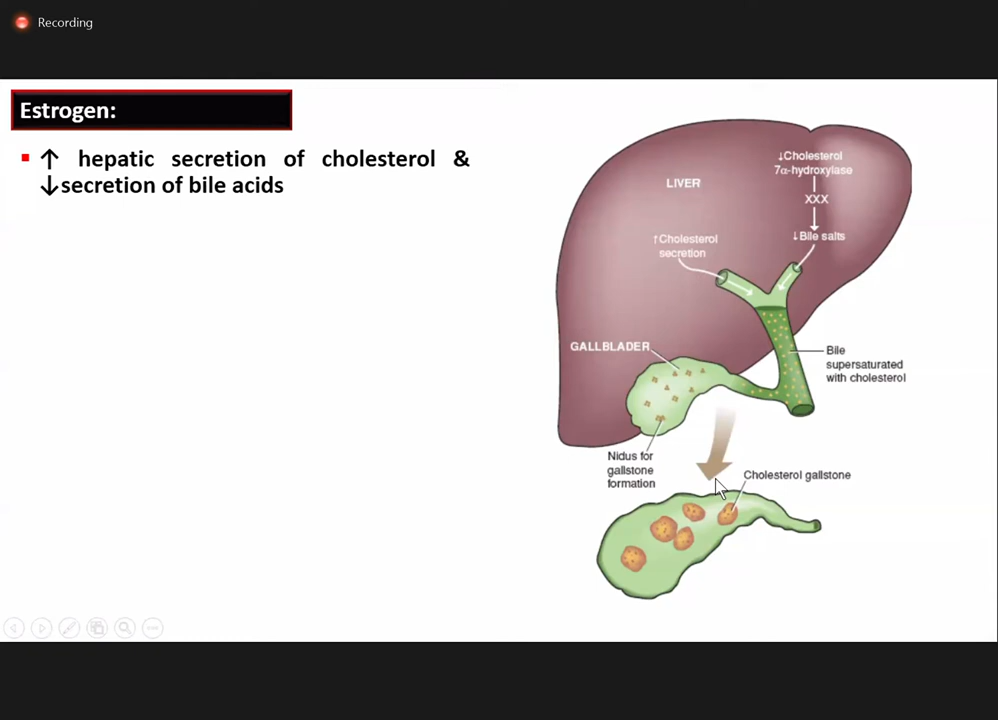 Recording
Estrogen:
↑ hepatic secretion of cholesterol &
↓secretion of bile acids
LIVER
↓Cholesterol
7α-hydroxylase
XXX
↓Bile salts
↑Cholesterol
secretion
GALLBLADER
Bile
supersaturated
with cholesterol
Nidus for
gallstone
formation
Cholesterol gallstone